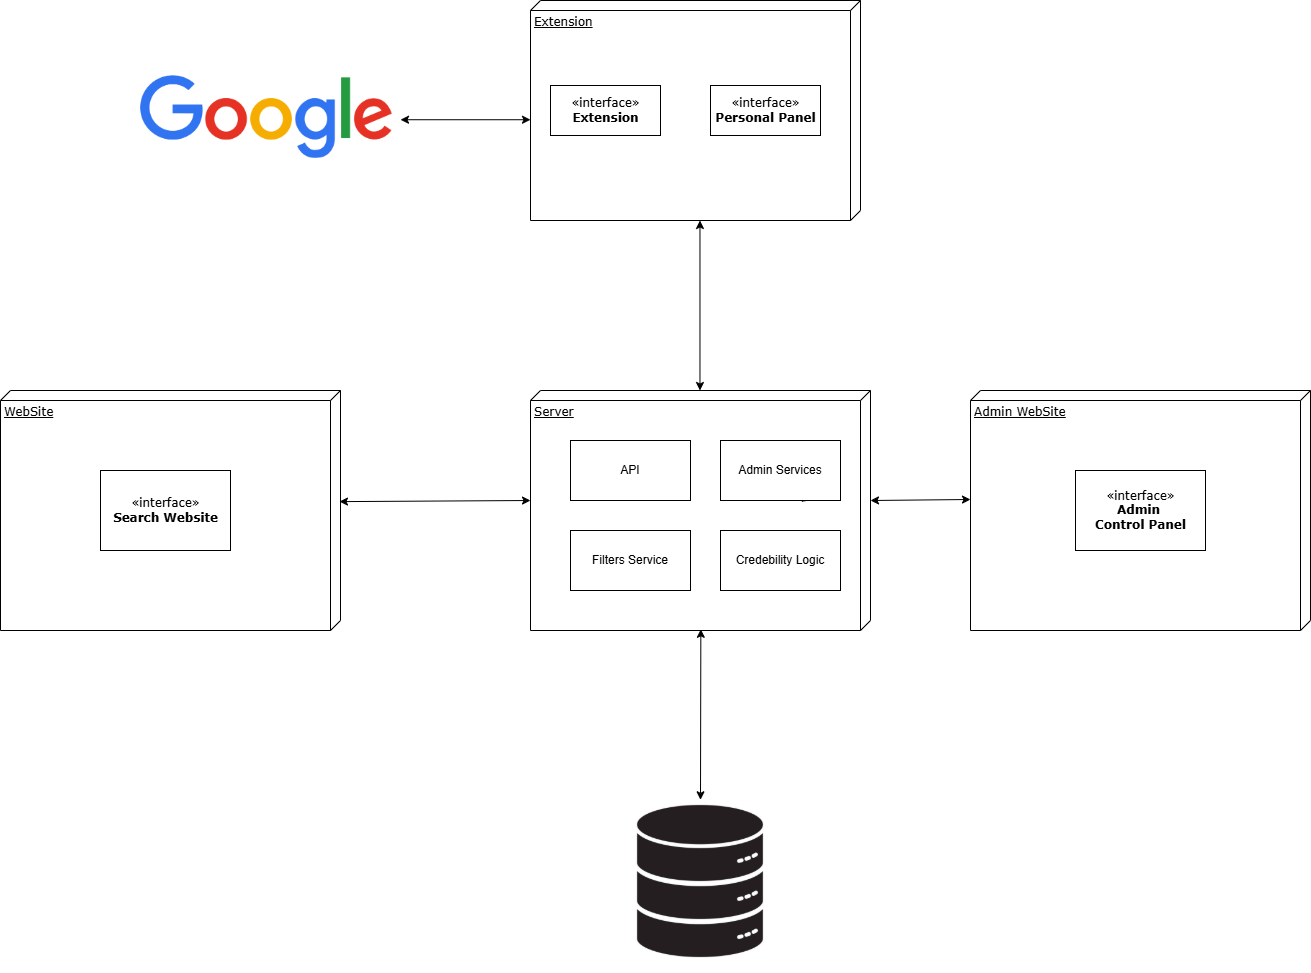 Extension
«interface»
Extension
«interface»
Personal Panel
Google
WebSite
«interface»
Search Website
Server
API
Admin Services
Filters Service
Credebility Logic
Admin WebSite
«interface»
Admin
Control Panel